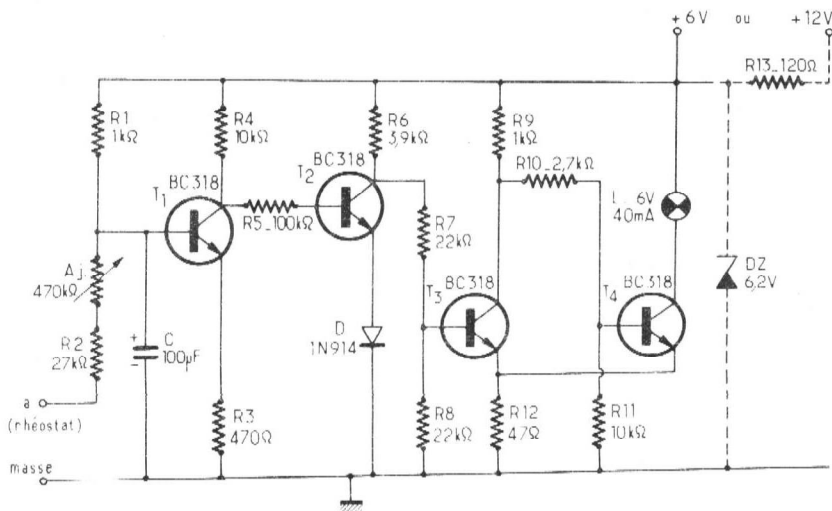 +6V ou +12V
R13_120Ω
R1
1kΩ
R4
10kΩ
R6
3,9kΩ
R9
1kΩ
R10_2,7kΩ
T1
BC318
T2
BC318
R5_100kΩ
L_6V
40mA
R7
22kΩ
Aj.
470kΩ
T3
BC318
T4
BC318
DZ
6,2V
R2
27kΩ
+
C
100µF
-
D
1N914
a
(rhéostat)
R3
470Ω
R8
22kΩ
R12
47Ω
R11
10kΩ
masse